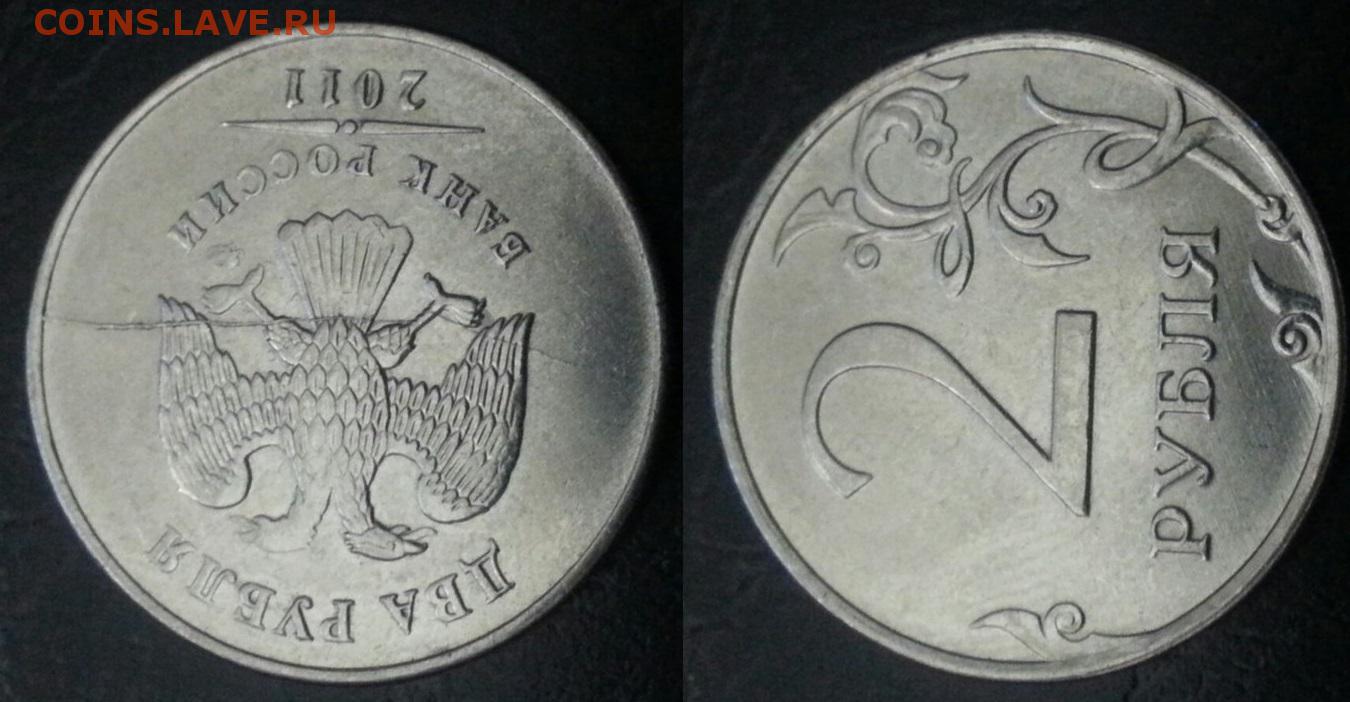 COINS.LAVE.RU
ДВА РУБЛЯ
БАНК РОССИИ
2011
2
РУБЛЯ